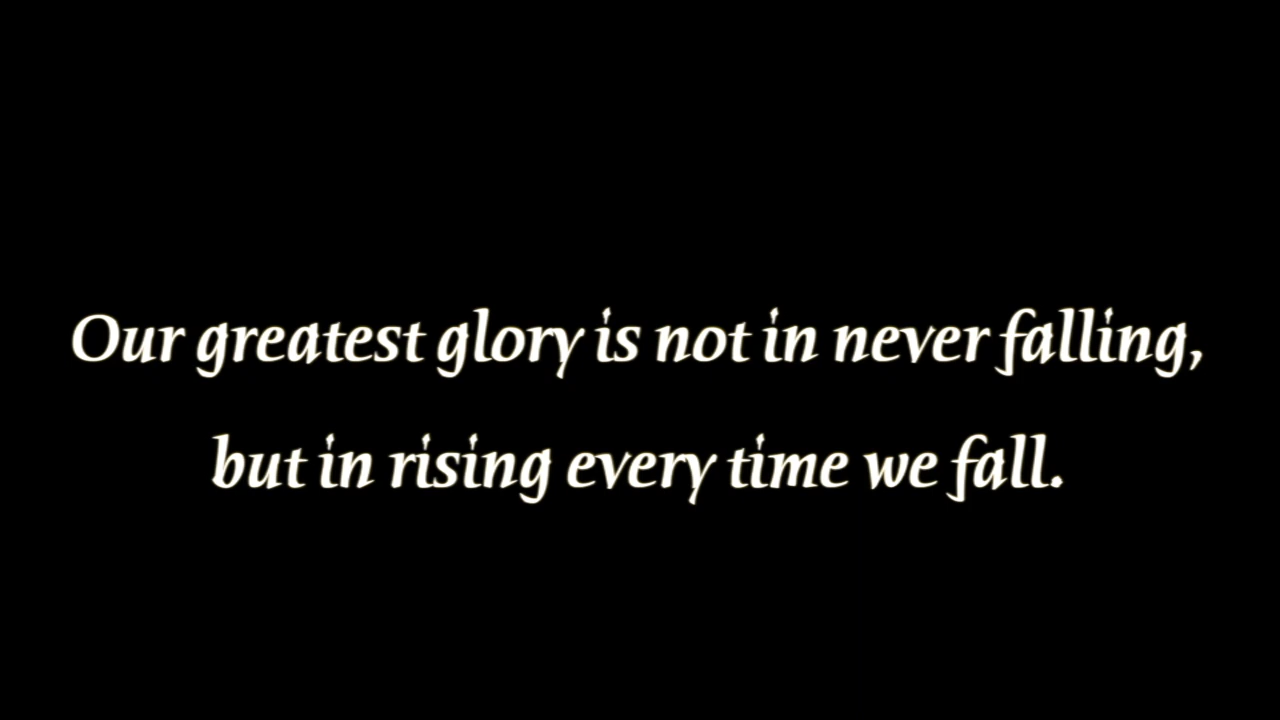 Our greatest glory is not in never falling,
but in rising every time we fall.